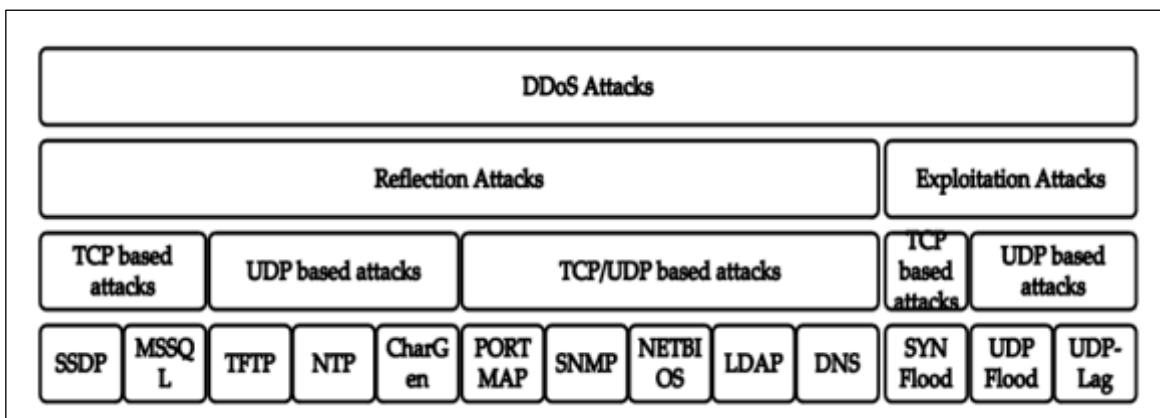 DDoS Attacks
Reflection Attacks
Exploitation Attacks
TCP based
attacks
UDP based attacks
TCP/UDP based attacks
TCP
based
attacks
UDP based
attacks
SSDP
MSSQ
L
TFTP
NTP
CharG
en
PORT
MAP
SNMP
NETBI
OS
LDAP
DNS
SYN
Flood
UDP
Flood
UDP-
Lag